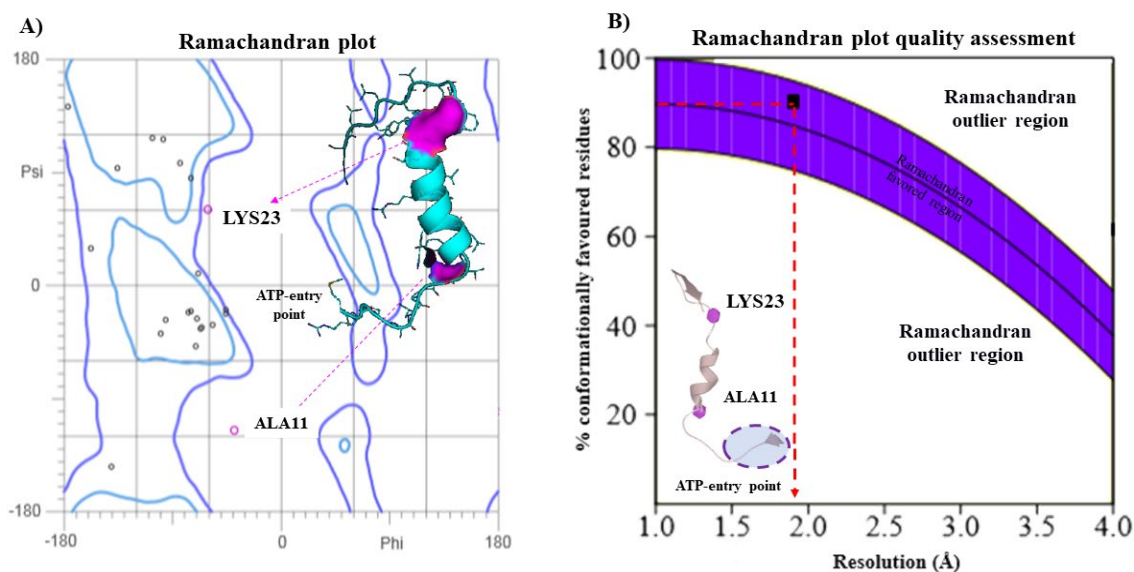 A)
Ramachandran plot
180
Psi
0
-180
-180
0
Phi
180
LYS23
ATP-entry
point
ALA11
B)
Ramachandran plot quality assessment
% conformationally favoured residues
100
80
60
40
20
1.0
1.5
2.0
2.5
3.0
3.5
4.0
Resolution (Å)
Ramachandran
outlier region
Ramachandran
favored region
Ramachandran
outlier region
LYS23
ALA11
ATP-entry point